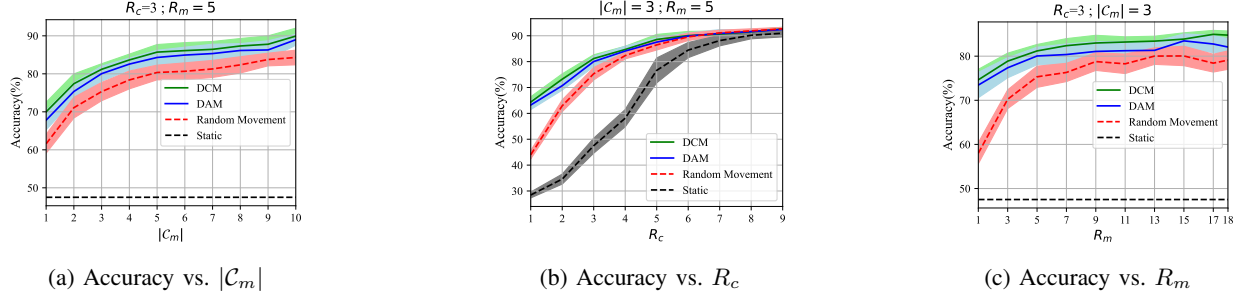 R_c=3 ; R_m = 5
Accuracy(%)
90
80
70
60
50
DCM
DAM
Random Movement
Static
1 2 3 4 5 6 7 8 9 10
|C_m|
(a) Accuracy vs. |C_m|
|C_m| = 3 ; R_m = 5
Accuracy(%)
90
80
70
60
50
40
30
DCM
DAM
Random Movement
Static
1 2 3 4 5 6 7 8 9
R_c
(b) Accuracy vs. R_c
R_c=3 ; |C_m| = 3
Accuracy(%)
90
80
70
60
50
DCM
DAM
Random Movement
Static
1 3 5 7 9 11 13 15 17 18
R_m
(c) Accuracy vs. R_m